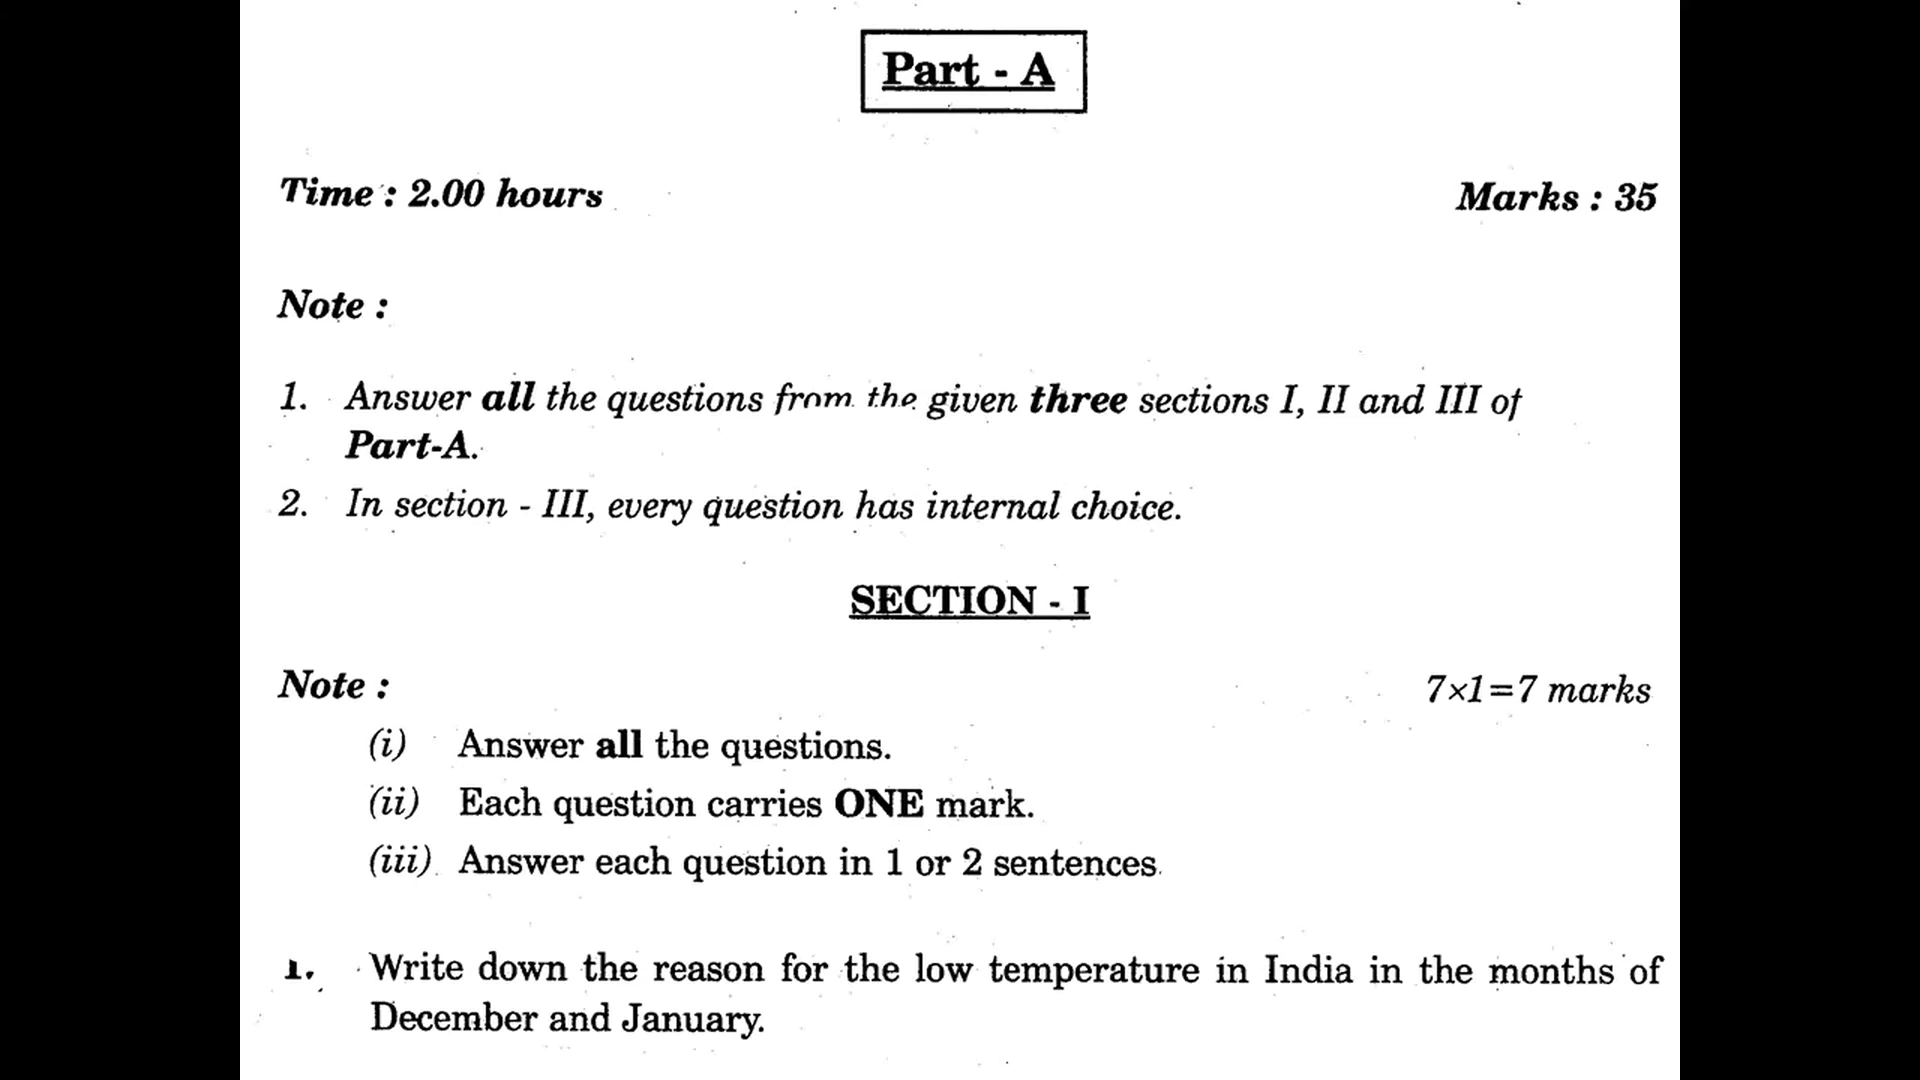 Part - A
Time : 2.00 hours
Marks : 35
Note :
1. Answer all the questions from the given three sections I, II and III of
Part-A.
2. In section - III, every question has internal choice.
SECTION - I
Note :
7×1=7 marks
(i) Answer all the questions.
(ii) Each question carries ONE mark.
(iii) Answer each question in 1 or 2 sentences.
1. Write down the reason for the low temperature in India in the months of
December and January.